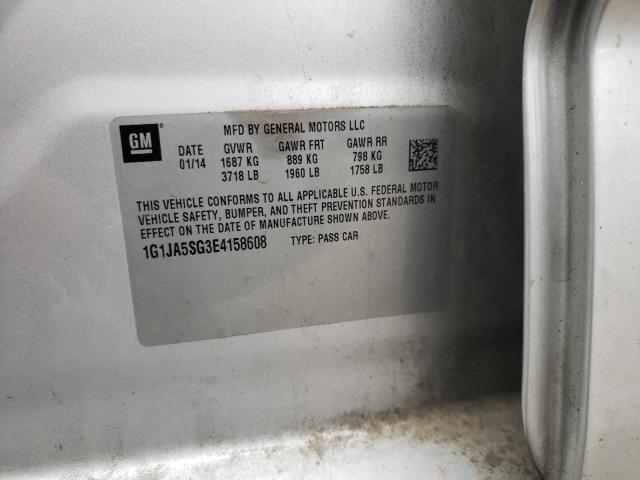 GM
MFD BY GENERAL MOTORS LLC
DATE GVWR GAWR FRT GAWR RR
01/14 1687 KG 889 KG 798 KG
3718 LB 1960 LB 1758 LB
THIS VEHICLE CONFORMS TO ALL APPLICABLE U.S. FEDERAL MOTOR
VEHICLE SAFETY, BUMPER, AND THEFT PREVENTION STANDARDS IN
EFFECT ON THE DATE OF MANUFACTURE SHOWN ABOVE.
1G1JA5SG3E4158608 TYPE: PASS CAR